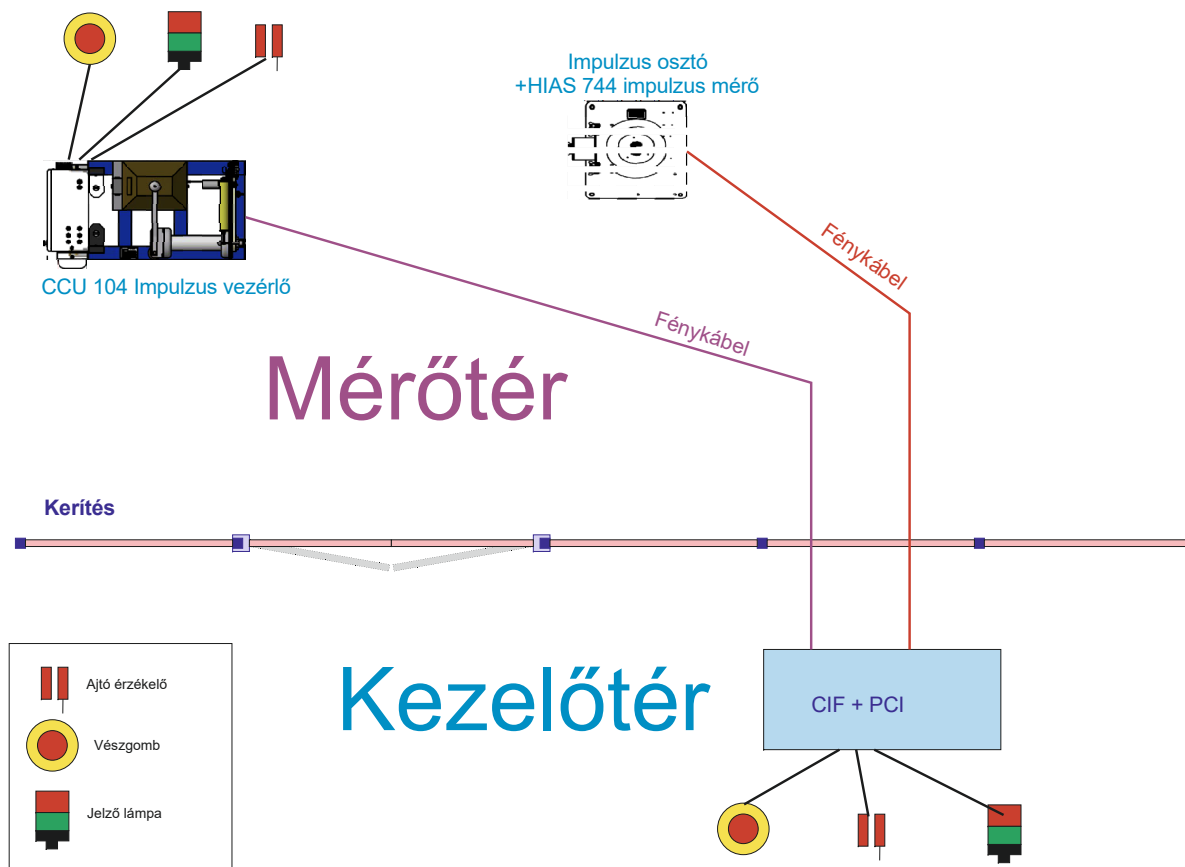 Impulzus osztó
+HIAS 744 impulzus mérő
CCU 104 Impulzus vezérlő
Fénykábel
Fénykábel
Mérőtér
Kerítés
Kezelőtér
CIF + PCI
Ajtó érzékelő
Vészgomb
Jelző lámpa